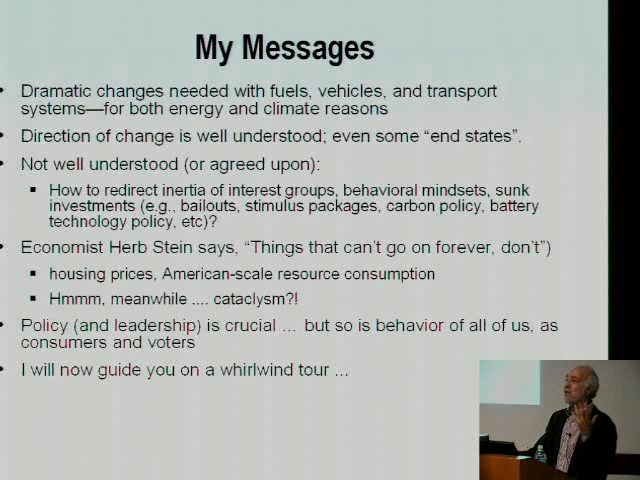 My Messages
Dramatic changes needed with fuels, vehicles, and transport
systems—for both energy and climate reasons
Direction of change is well understood; even some “end states”.
Not well understood (or agreed upon):
How to redirect inertia of interest groups, behavioral mindsets, sunk
investments (e.g., bailouts, stimulus packages, carbon policy, battery
technology policy, etc)?
Economist Herb Stein says, “Things that can’t go on forever, don’t”)
housing prices, American-scale resource consumption
Hmmm, meanwhile .... cataclysm?!
Policy (and leadership) is crucial … but so is behavior of all of us, as
consumers and voters
I will now guide you on a whirlwind tour ...